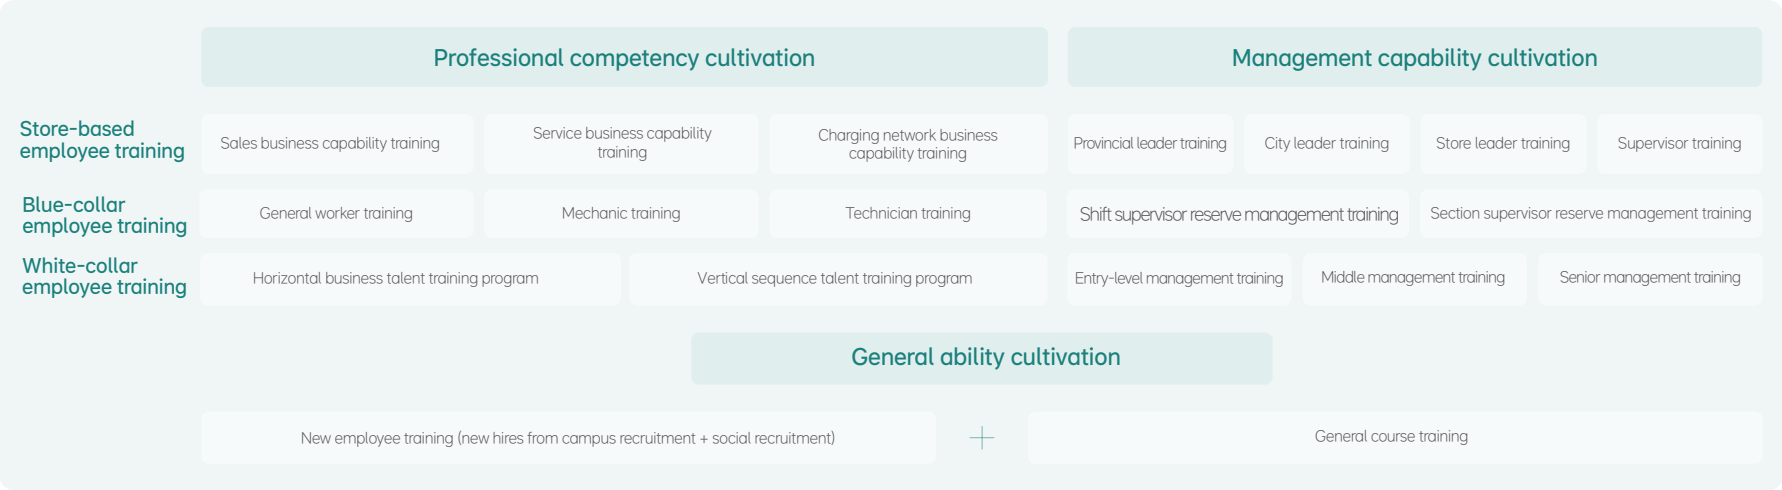 Professional competency cultivation
Management capability cultivation
Store-based
employee training
Sales business capability training
Service business capability
training
Charging network business
capability training
Provincial leader training
City leader training
Store leader training
Supervisor training
Blue-collar
employee training
General worker training
Mechanic training
Technician training
Shift supervisor reserve management training
Section supervisor reserve management training
White-collar
employee training
Horizontal business talent training program
Vertical sequence talent training program
Entry-level management training
Middle management training
Senior management training
General ability cultivation
New employee training (new hires from campus recruitment + social recruitment)
+
General course training